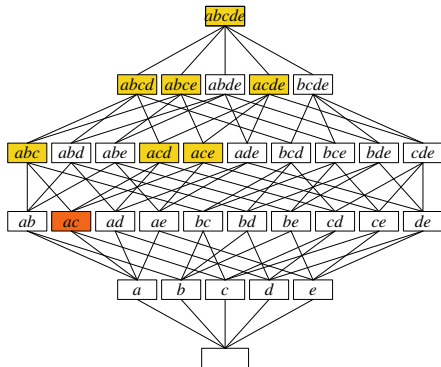 abcde
abcd abce abde acde bcde
abc abd abe acd ace ade bcd bce bde cde
ab ac ad ae bc bd be cd ce de
a b c d e